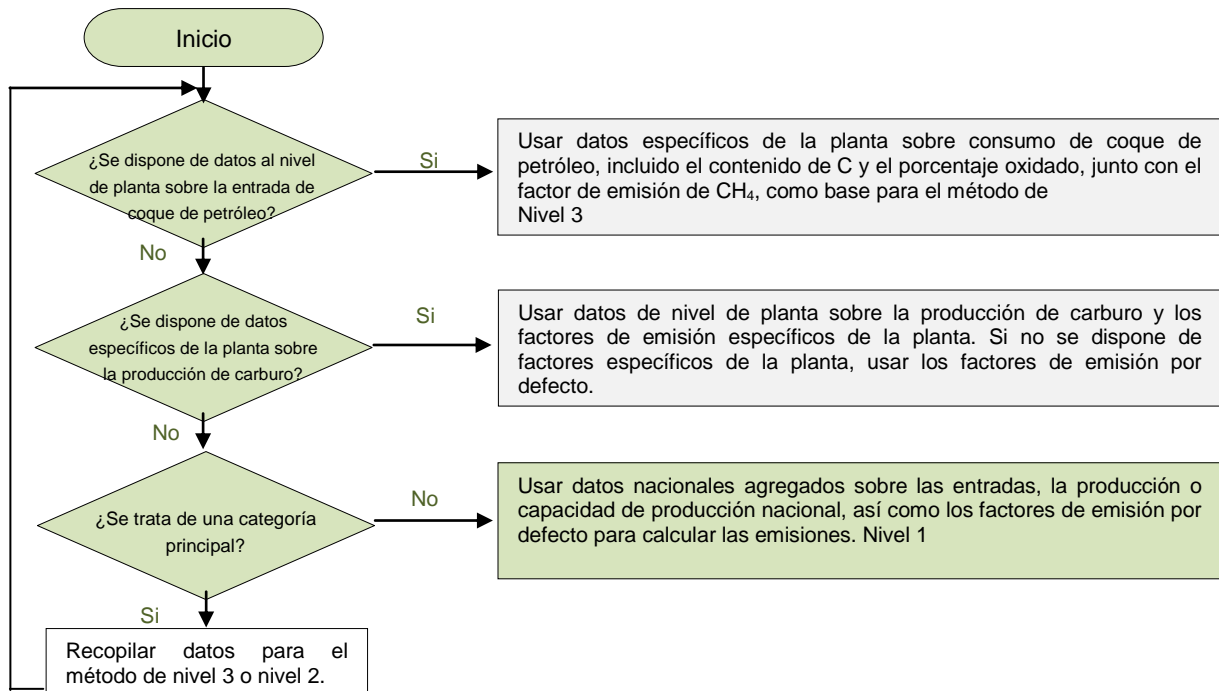 Inicio
¿Se dispone de datos al nivel
de planta sobre la entrada de
coque de petróleo?
Si
Usar datos específicos de la planta sobre consumo de coque de
petróleo, incluido el contenido de C y el porcentaje oxidado, junto con el
factor de emisión de CH₄, como base para el método de
Nivel 3
No
¿Se dispone de datos
específicos de la planta sobre
la producción de carburo?
Si
Usar datos de nivel de planta sobre la producción de carburo y los
factores de emisión específicos de la planta. Si no se dispone de
factores específicos de la planta, usar los factores de emisión por
defecto.
No
¿Se trata de una categoría
principal?
No
Usar datos nacionales agregados sobre las entradas, la producción o
capacidad de producción nacional, así como los factores de emisión por
defecto para calcular las emisiones. Nivel 1
Si
Recopilar datos para el
método de nivel 3 o nivel 2.